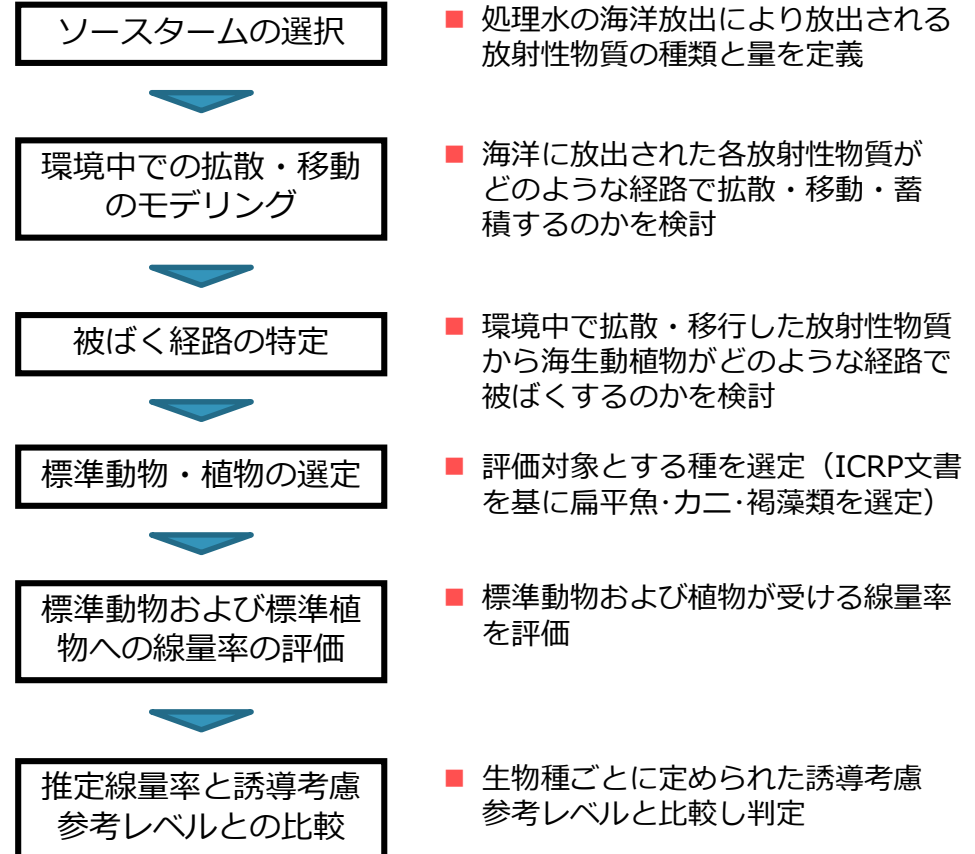 ソースタームの選択
■ 処理水の海洋放出により放出される
放射性物質の種類と量を定義
環境中での拡散・移動
のモデリング
■ 海洋に放出された各放射性物質が
どのような経路で拡散・移動・蓄
積するのかを検討
被ばく経路の特定
■ 環境中で拡散・移行した放射性物質
から海生動植物がどのような経路で
被ばくするのかを検討
標準動物・植物の選定
■ 評価対象とする種を選定（ICRP文書
を基に扁平魚･カニ･褐藻類を選定）
標準動物および標準植
物への線量率の評価
■ 標準動物および植物が受ける線量率
を評価
推定線量率と誘導考慮
参考レベルとの比較
■ 生物種ごとに定められた誘導考慮
参考レベルと比較し判定